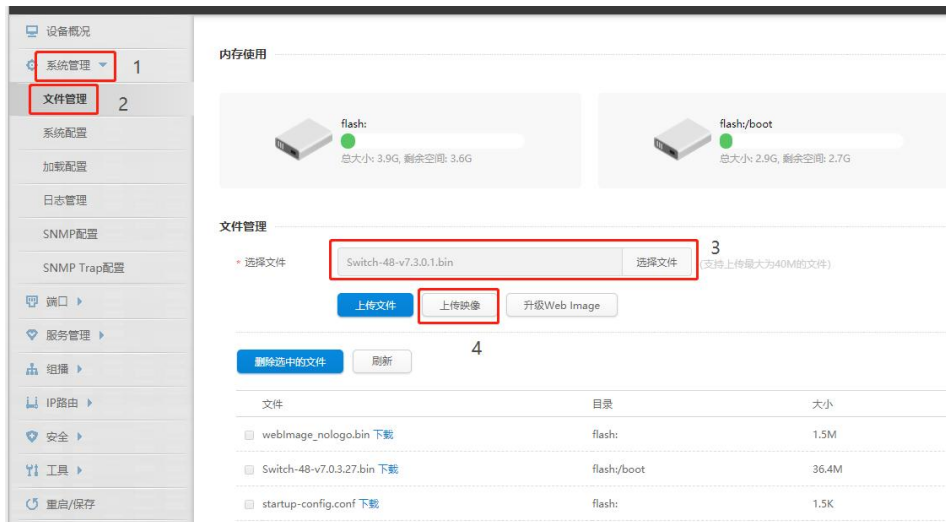 设备概况
系统管理 1
文件管理 2
系统配置
加载配置
日志管理
SNMP配置
SNMP Trap配置
端口
服务管理
组播
IP路由
安全
工具
重启/保存
内存使用
flash:
总大小: 3.9G, 剩余空间: 3.6G
flash:/boot
总大小: 2.9G, 剩余空间: 2.7G
文件管理
* 选择文件 Switch-48-v7.3.0.1.bin 选择文件 3 (支持上传最大为40M的文件)
上传文件 上传映像 升级Web Image
4
删除选中的文件 刷新
文件 目录 大小
webImage_nologo.bin 下载 flash: 1.5M
Switch-48-v7.0.3.27.bin 下载 flash:/boot 36.4M
startup-config.conf 下载 flash: 1.5K